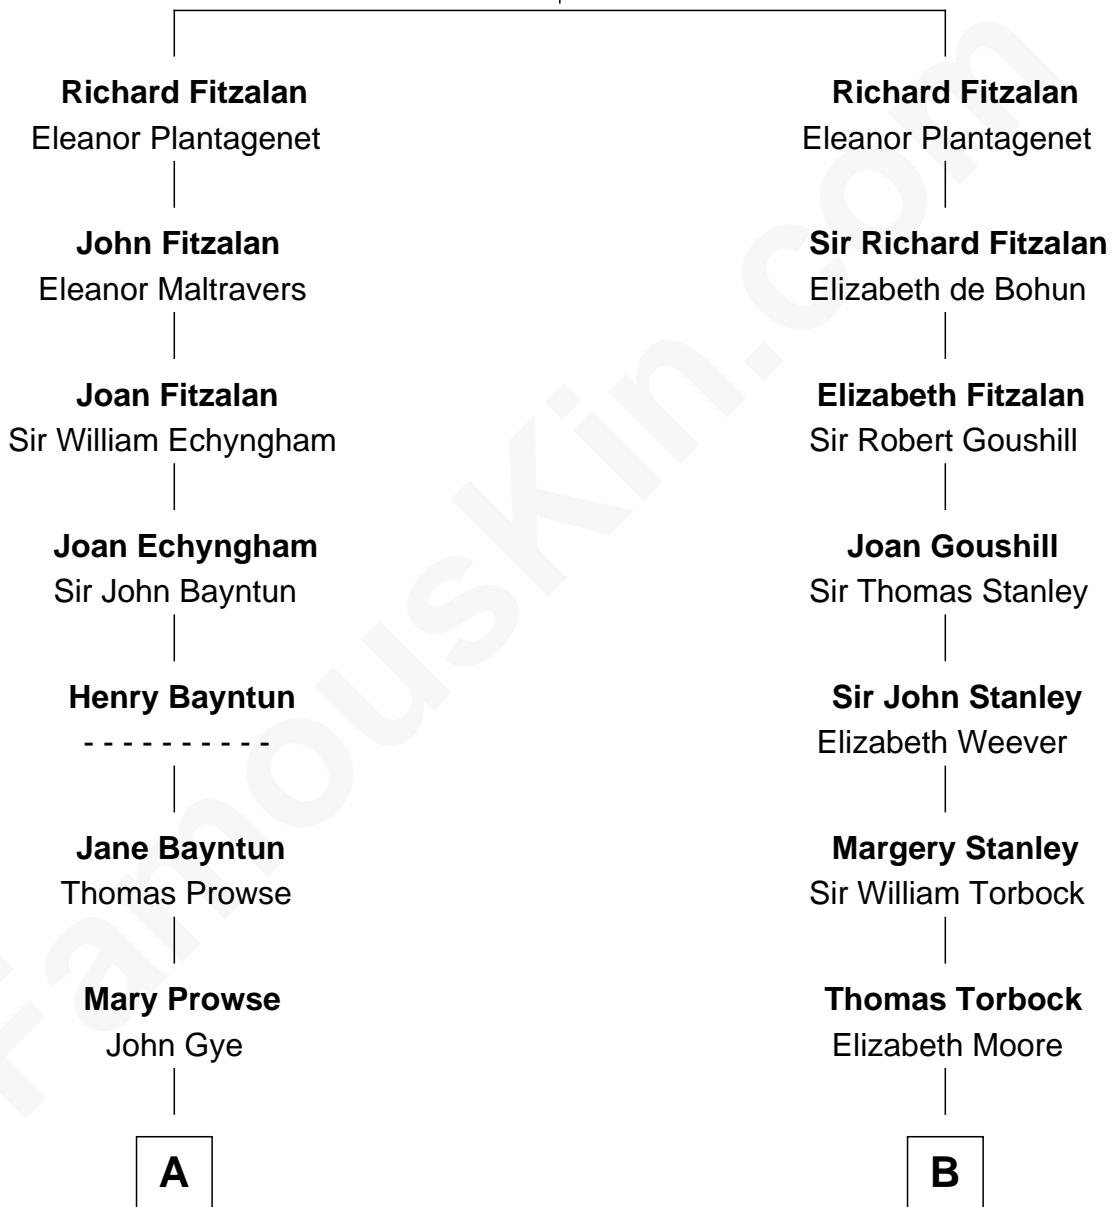 Richard Fitzalan
Eleanor Plantagenet
John Fitzalan
Eleanor Maltravers
Joan Fitzalan
Sir William Echyngham
Joan Echyngham
Sir John Bayntun
Henry Bayntun
- - - - - - - - - -
Jane Bayntun
Thomas Prowse
Mary Prowse
John Gye
A
Richard Fitzalan
Eleanor Plantagenet
Sir Richard Fitzalan
Elizabeth de Bohun
Elizabeth Fitzalan
Sir Robert Goushill
Joan Goushill
Sir Thomas Stanley
Sir John Stanley
Elizabeth Weever
Margery Stanley
Sir William Torbock
Thomas Torbock
Elizabeth Moore
B
FamousKin.com